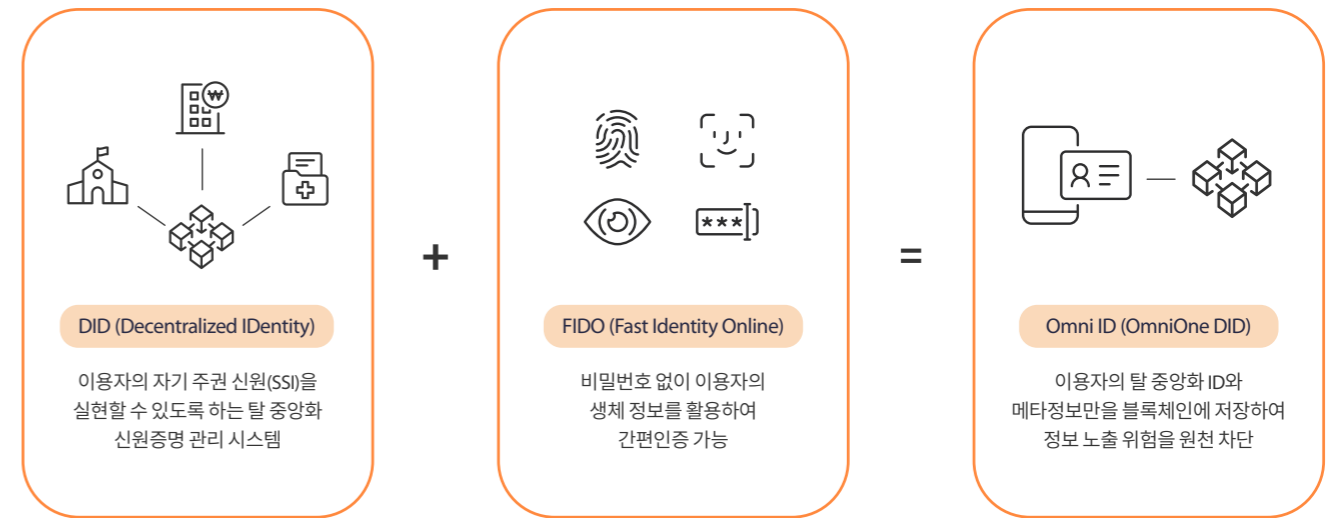 ₩
***
+
=
DID (Decentralized IDentity)
이용자의 자기 주권 신원(SSI)을
실현할 수 있도록 하는 탈 중앙화
신원증명 관리 시스템
FIDO (Fast Identity Online)
비밀번호 없이 이용자의
생체 정보를 활용하여
간편인증 가능
Omni ID (OmniOne DID)
이용자의 탈 중앙화 ID와
메타정보만을 블록체인에 저장하여
정보 노출 위험을 원천 차단